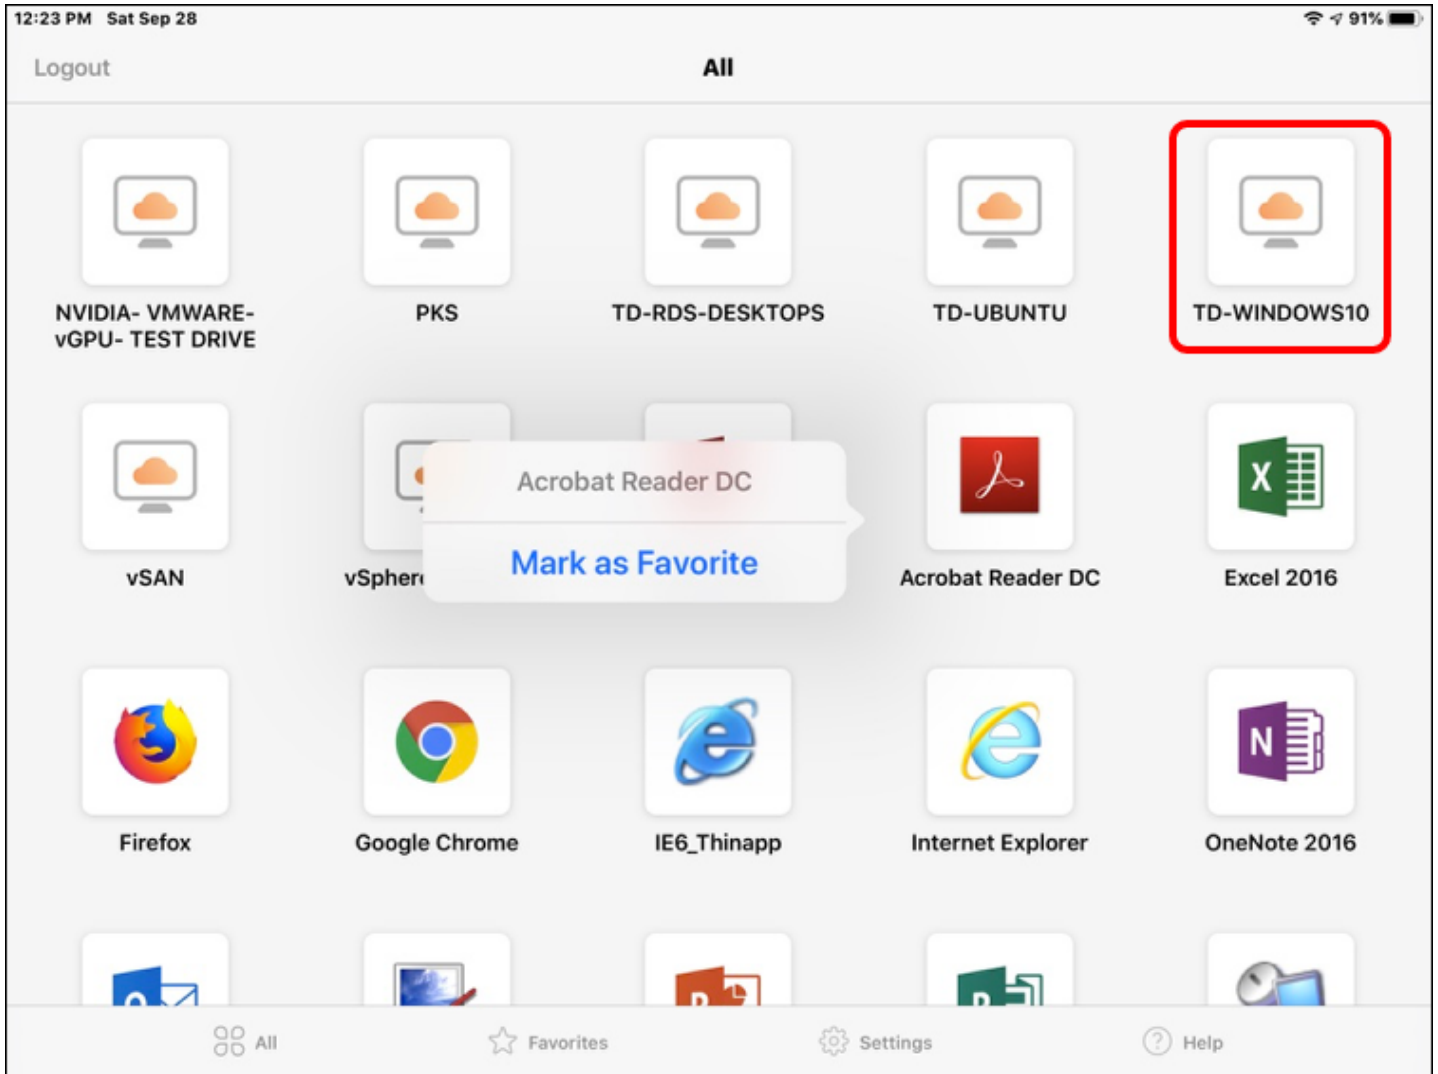 12:23 PM Sat Sep 28
91%
Logout
All
NVIDIA- VMWARE-
vGPU- TEST DRIVE
PKS
TD-RDS-DESKTOPS
TD-UBUNTU
TD-WINDOWS10
Acrobat Reader DC
Mark as Favorite
vSAN
vSphere
Acrobat Reader DC
X
Excel 2016
Firefox
Google Chrome
IE6_Thinapp
Internet Explorer
N
OneNote 2016
All
Favorites
Settings
? Help